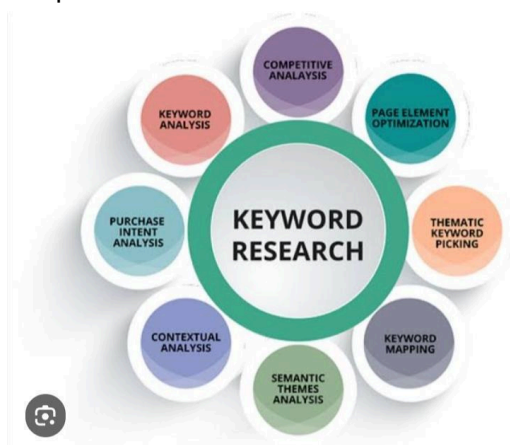 COMPETITIVE
ANALAYSIS
PAGE ELEMENT
OPTIMIZATION
THEMATIC
KEYWORD
PICKING
KEYWORD
MAPPING
SEMANTIC
THEMES
ANALYSIS
CONTEXTUAL
ANALYSIS
PURCHASE
INTENT
ANALYSIS
KEYWORD
ANALYSIS
KEYWORD
RESEARCH